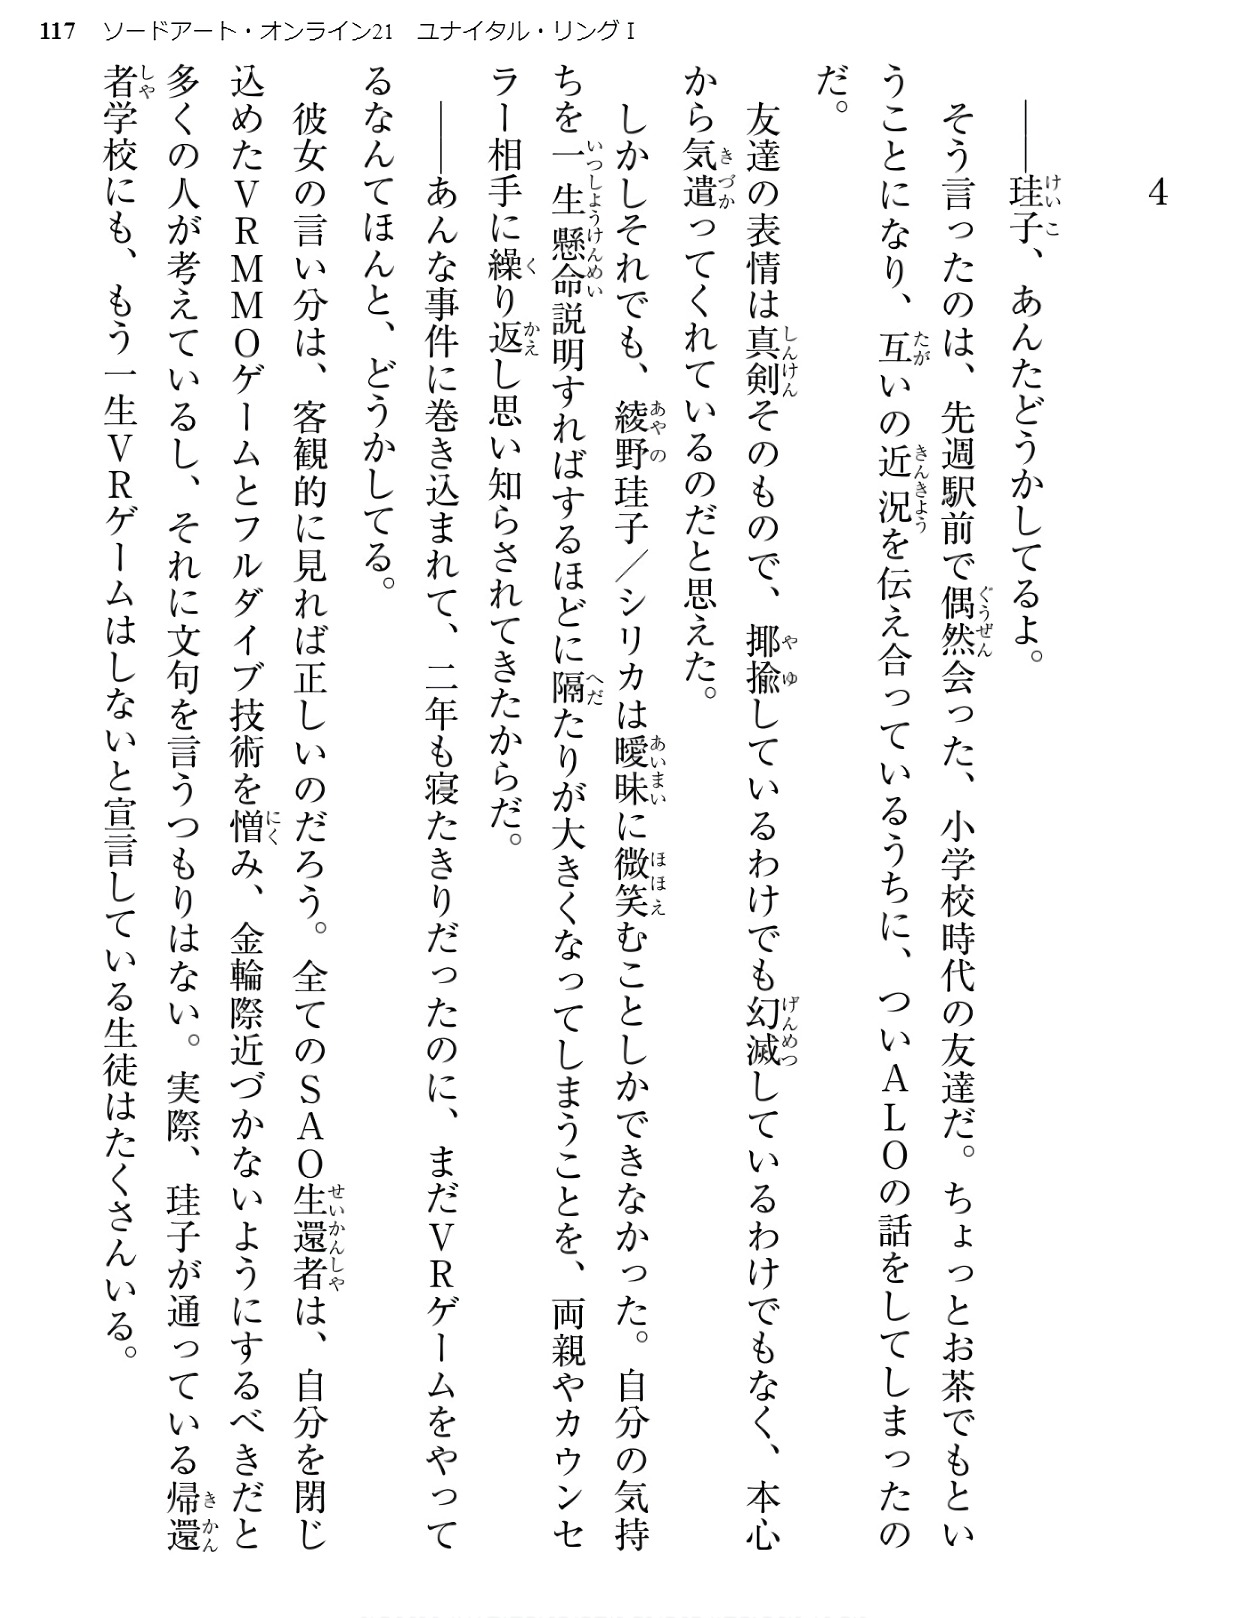 117 ソードアート・オンライン21 ユナイタル・リングⅠ
4
――珪子、あんたどうかしてるよ。
そう言ったのは、先週駅前で偶然会った、小学校時代の友達だ。ちょっとお茶でもとい
うことになり、互いの近況を伝え合っているうちに、ついＡＬＯの話をしてしまったの
だ。
友達の表情は真剣そのもので、揶揄しているわけでも幻滅しているわけでもなく、本心
から気遣ってくれているのだと思えた。
しかしそれでも、綾野珪子／シリカは曖昧に微笑むことしかできなかった。自分の気持
ちを一生懸命説明すればするほどに隔たりが大きくなってしまうことを、両親やカウンセ
ラー相手に繰り返し思い知らされてきたからだ。
――あんな事件に巻き込まれて、二年も寝たきりだったのに、まだＶＲゲームをやって
るなんてほんと、どうかしてる。
彼女の言い分は、客観的に見れば正しいのだろう。全てのＳＡＯ生還者は、自分を閉じ
込めたＶＲＭＭＯゲームとフルダイブ技術を憎み、金輪際近づかないようにするべきだと
多くの人が考えているし、それに文句を言うつもりはない。実際、珪子が通っている帰還
者学校にも、もう一生ＶＲゲームはしないと宣言している生徒はたくさんいる。